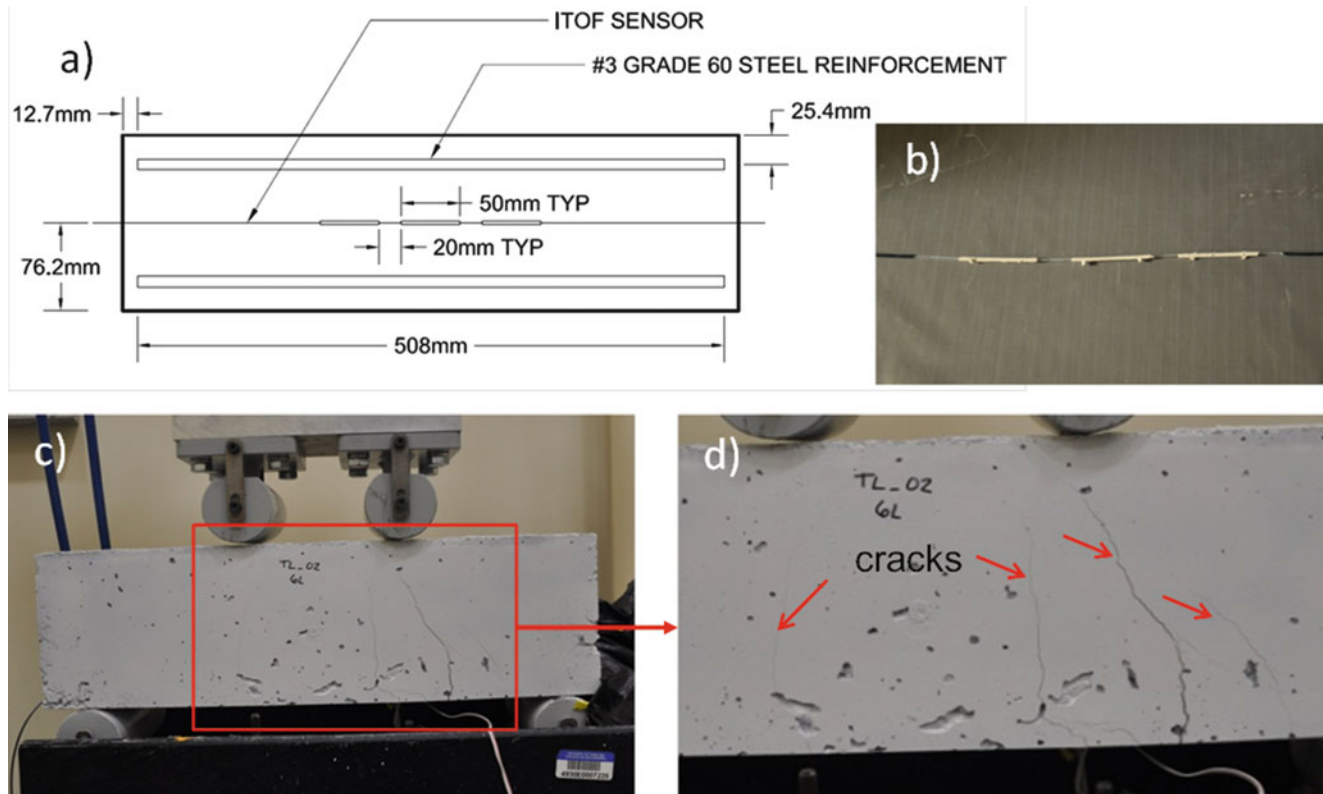 a)
ITOF SENSOR
#3 GRADE 60 STEEL REINFORCEMENT
12.7mm
25.4mm
50mm TYP
20mm TYP
76.2mm
508mm
b)
c)
TL_02
6L
d)
TL_02
6L
cracks